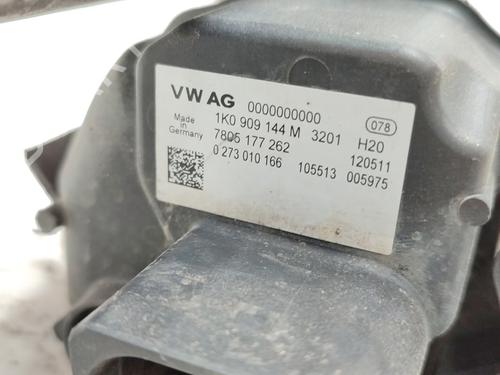 VW AG 0000000000 078
Made in Germany 1K0 909 144 M 3201 H20
7806 177 262 120511
0 273 010 166 105513 005975